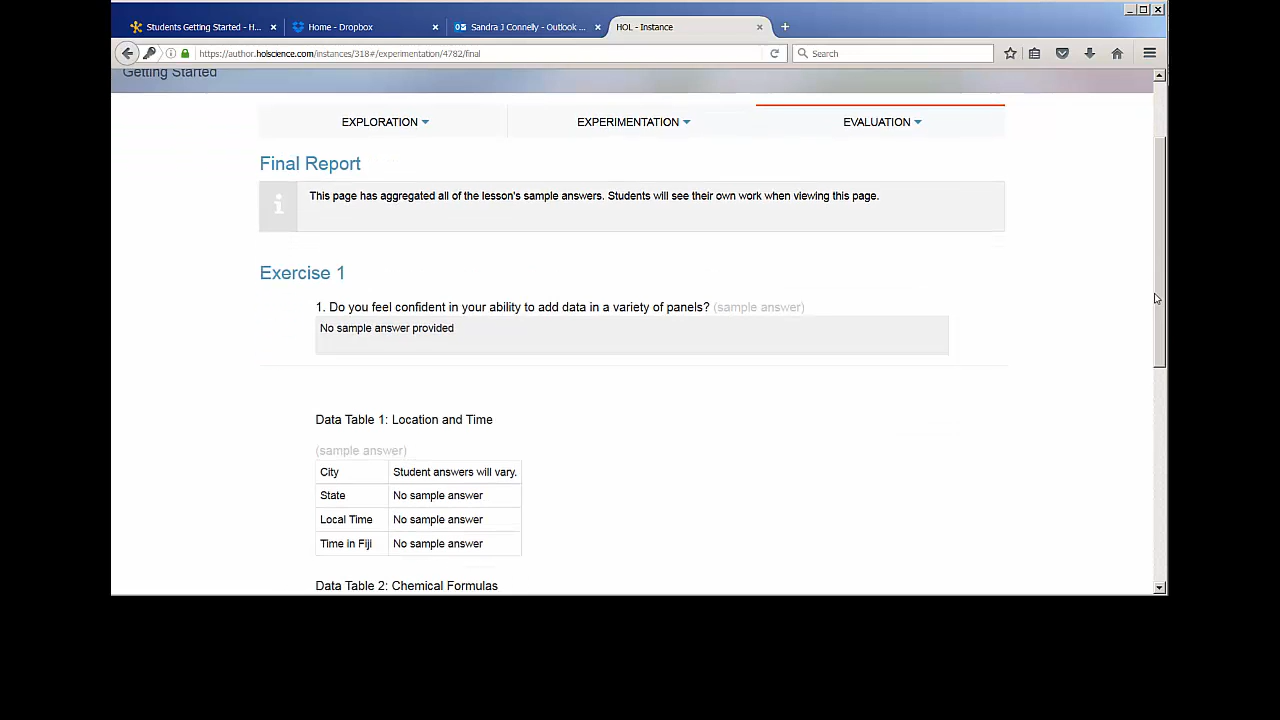 Students Getting Started - H...
Home - Dropbox
Sandra J Connelly - Outlook ...
HOL - Instance
https://author.holscience.com/instances/318#/experimentation/4782/final
Search
Getting Started
EXPLORATION
EXPERIMENTATION
EVALUATION
Final Report
This page has aggregated all of the lesson's sample answers. Students will see their own work when viewing this page.
Exercise 1
1. Do you feel confident in your ability to add data in a variety of panels? (sample answer)
No sample answer provided
Data Table 1: Location and Time
(sample answer)
City Student answers will vary.
State No sample answer
Local Time No sample answer
Time in Fiji No sample answer
Data Table 2: Chemical Formulas